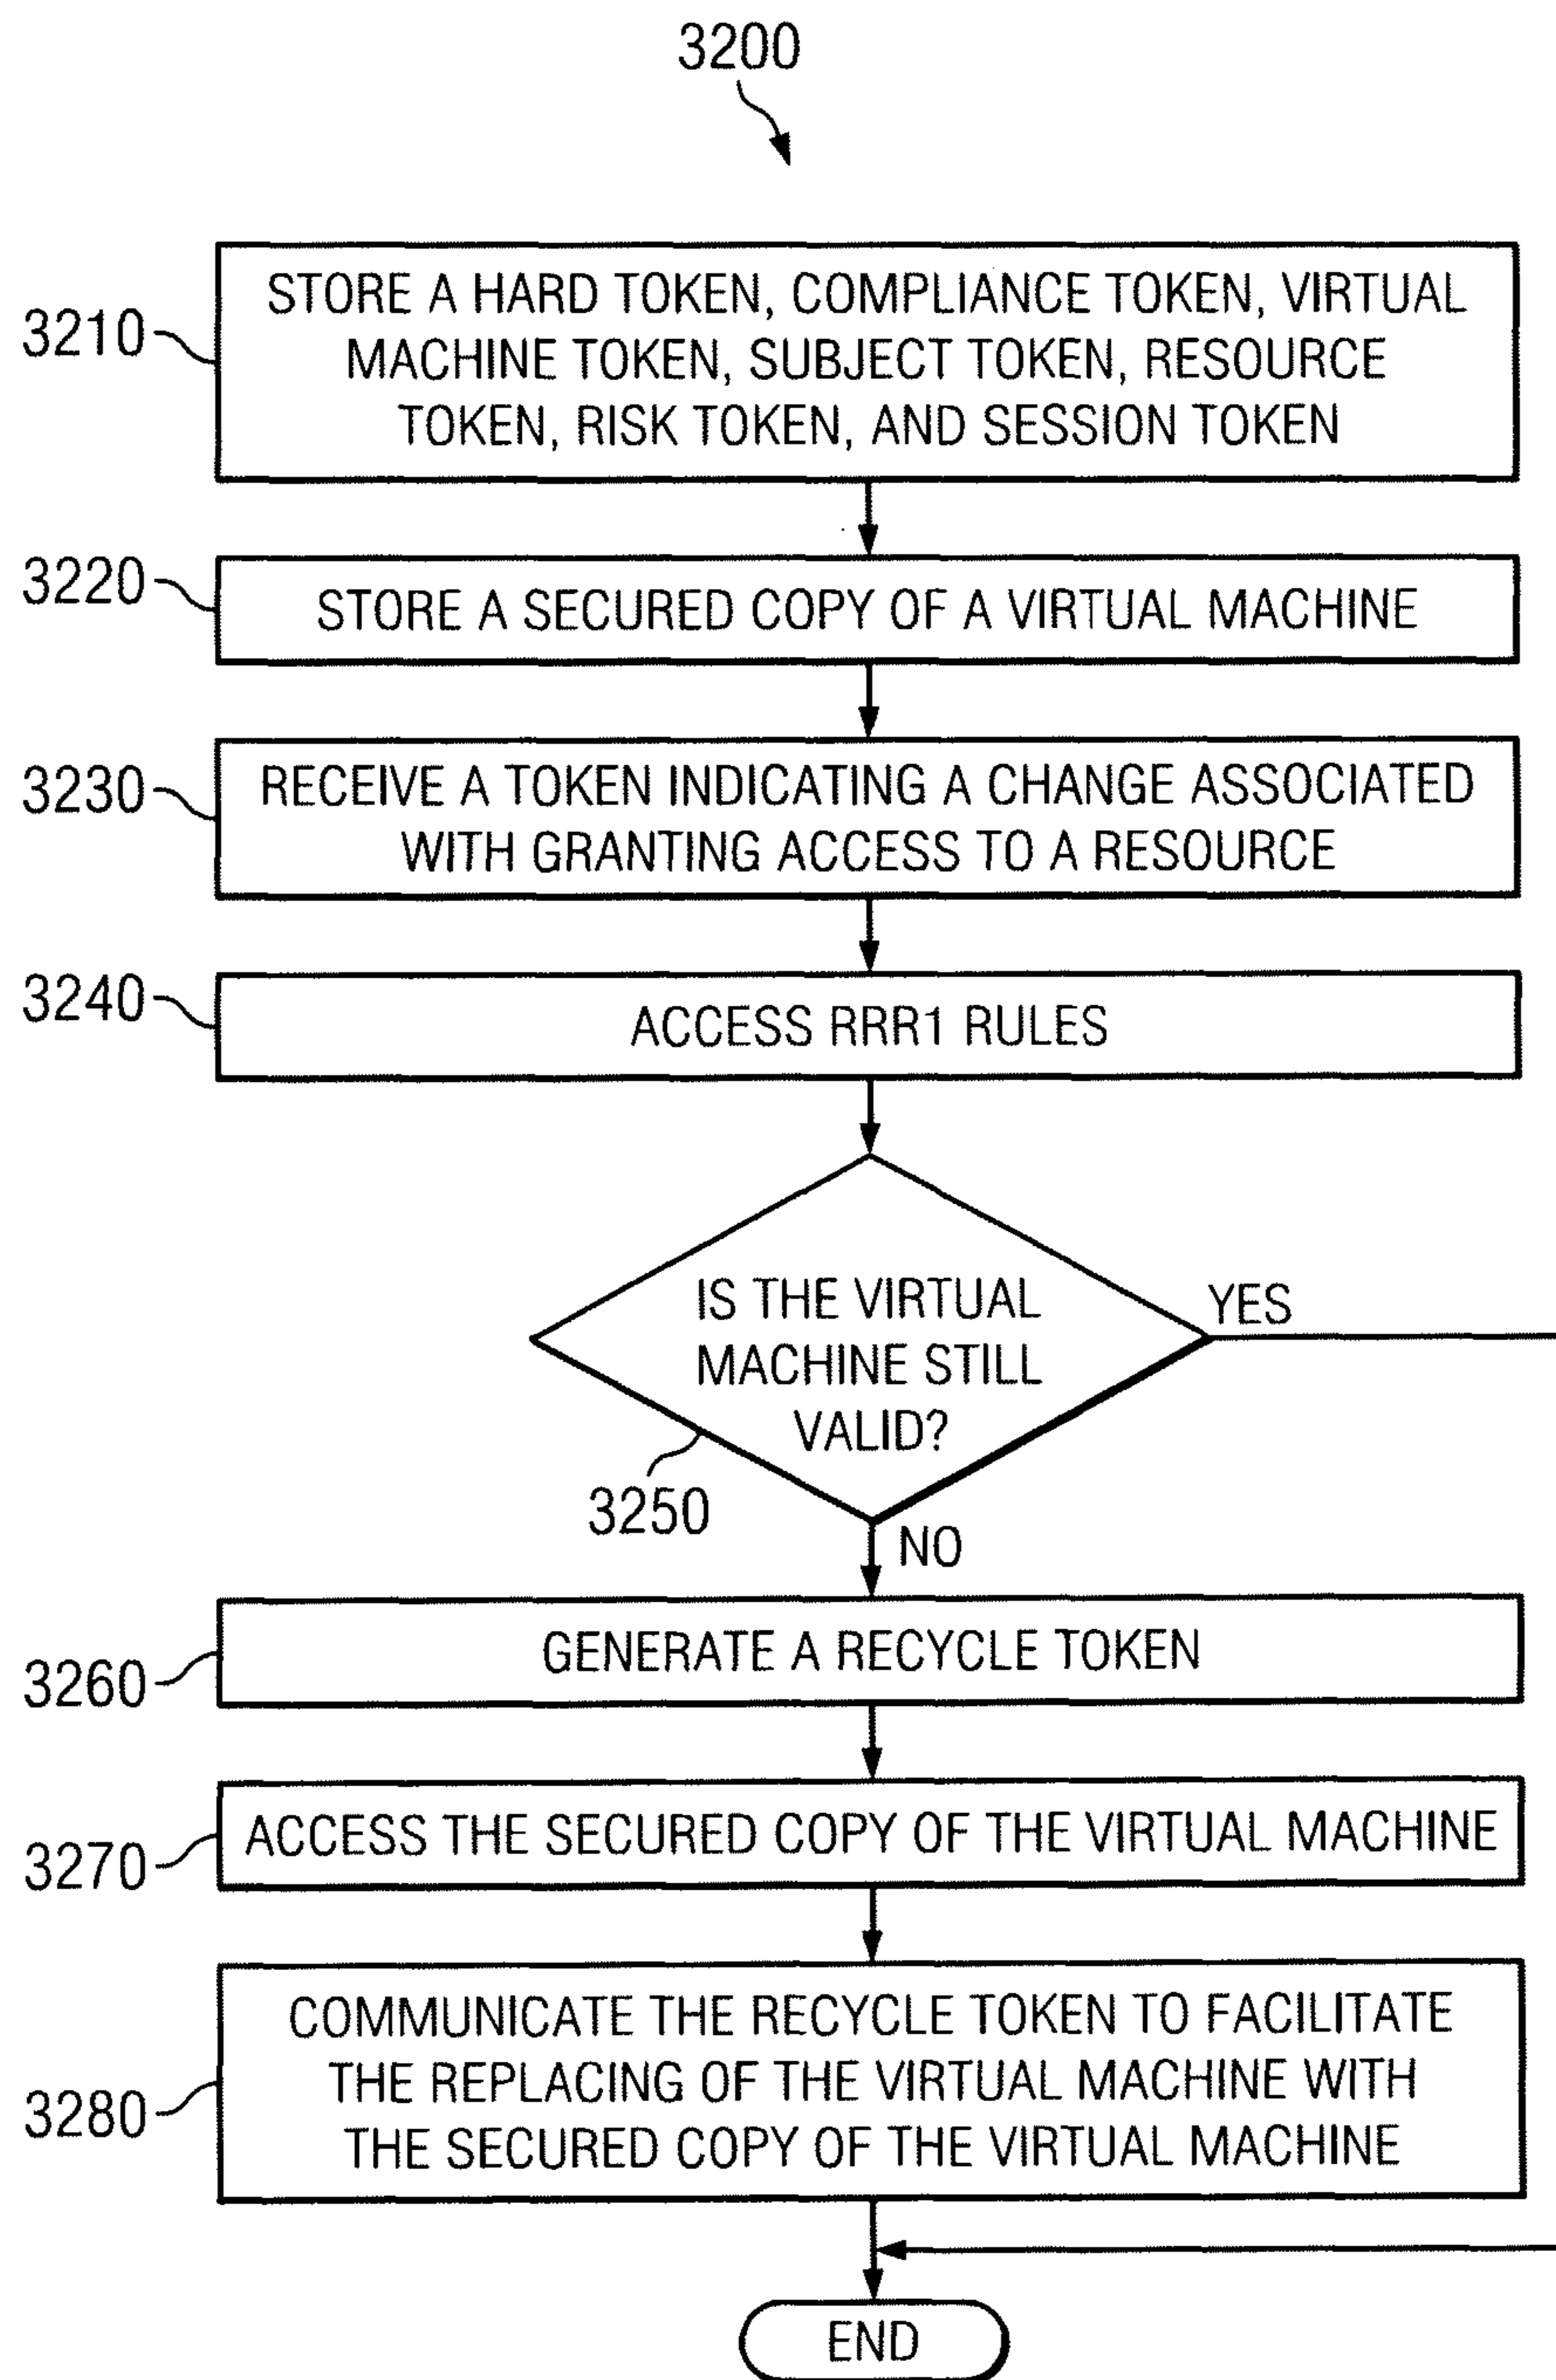 3200
3210
STORE A HARD TOKEN, COMPLIANCE TOKEN, VIRTUAL
MACHINE TOKEN, SUBJECT TOKEN, RESOURCE
TOKEN, RISK TOKEN, AND SESSION TOKEN
3220
STORE A SECURED COPY OF A VIRTUAL MACHINE
3230
RECEIVE A TOKEN INDICATING A CHANGE ASSOCIATED
WITH GRANTING ACCESS TO A RESOURCE
3240
ACCESS RRR1 RULES
IS THE VIRTUAL
MACHINE STILL
VALID?
YES
3250
NO
3260
GENERATE A RECYCLE TOKEN
3270
ACCESS THE SECURED COPY OF THE VIRTUAL MACHINE
3280
COMMUNICATE THE RECYCLE TOKEN TO FACILITATE
THE REPLACING OF THE VIRTUAL MACHINE WITH
THE SECURED COPY OF THE VIRTUAL MACHINE
END